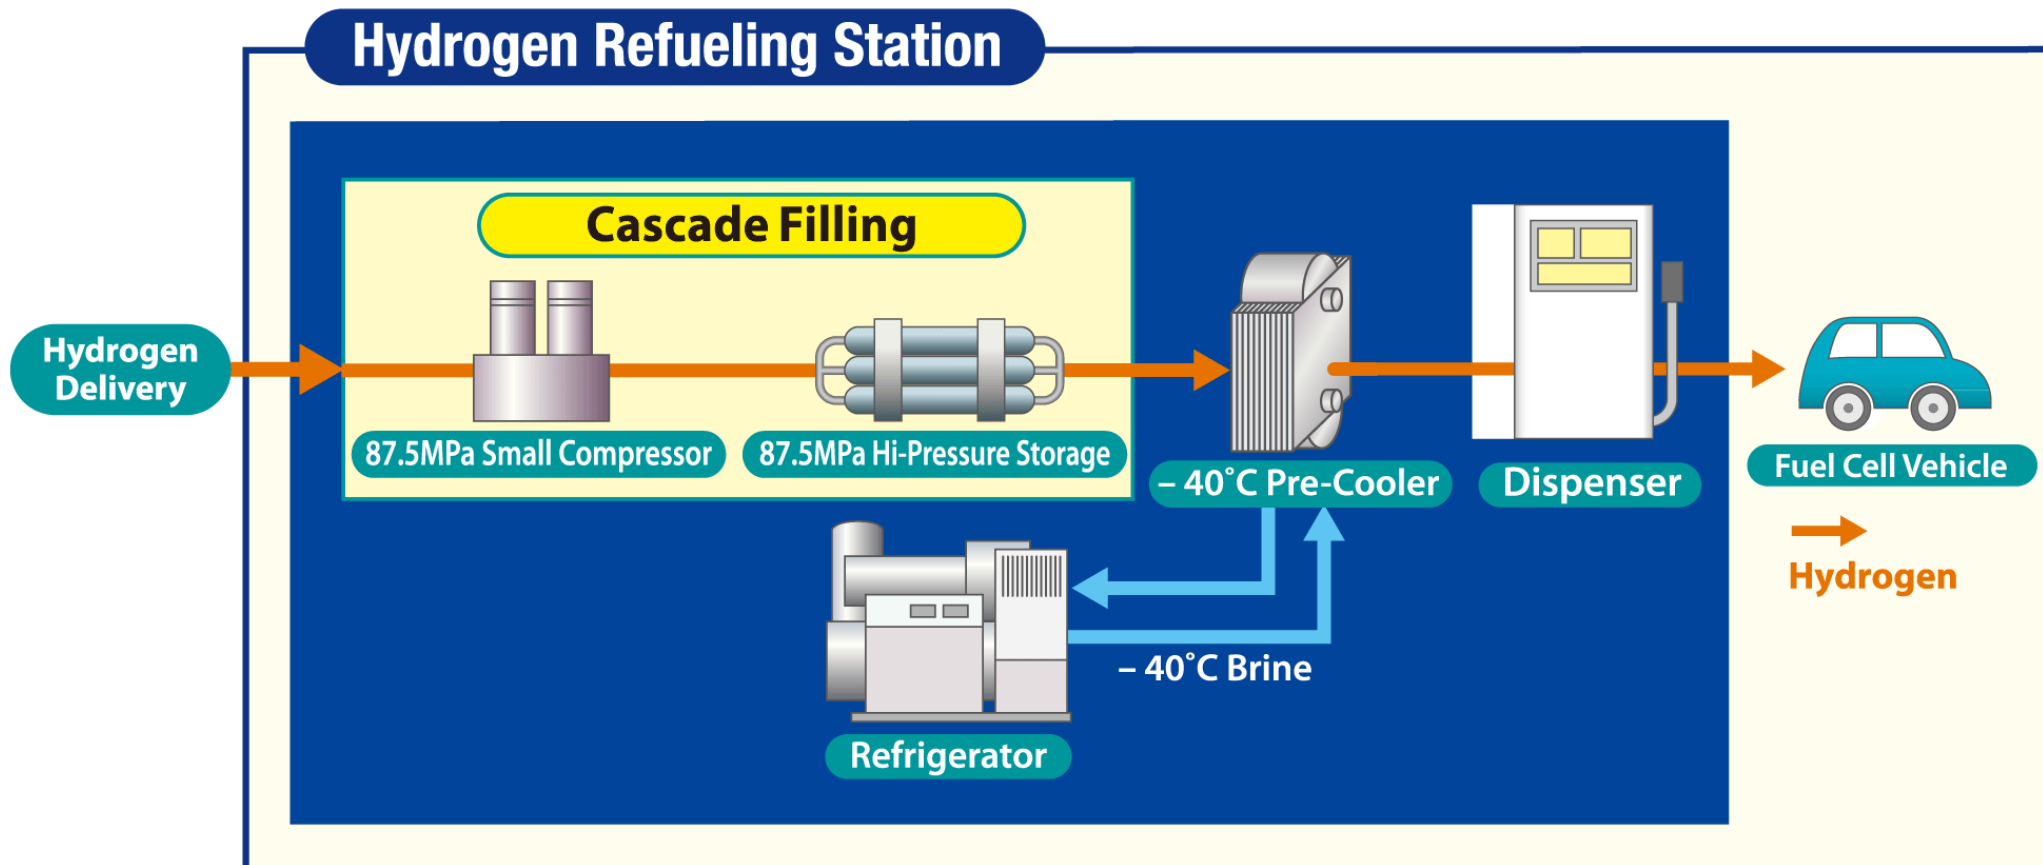 Hydrogen Refueling Station
Cascade Filling
Hydrogen
Delivery
87.5MPa Small Compressor
87.5MPa Hi-Pressure Storage
– 40˚C Pre-Cooler
Dispenser
Fuel Cell Vehicle
Hydrogen
– 40˚C Brine
Refrigerator